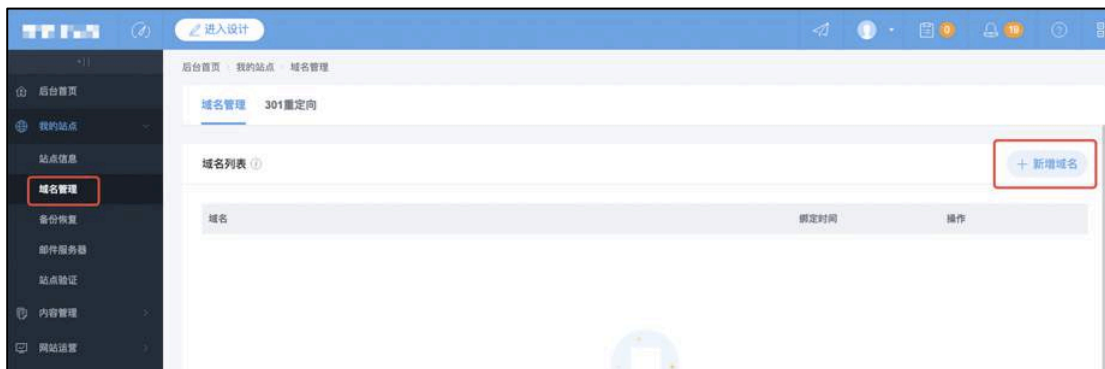 进入设计
0
18
后台首页 我的站点 域名管理
后台首页
我的站点
站点信息
域名管理
备份恢复
邮件服务器
站点验证
内容管理
网站运营
域名管理 301重定向
域名列表
+ 新增域名
域名 绑定时间 操作